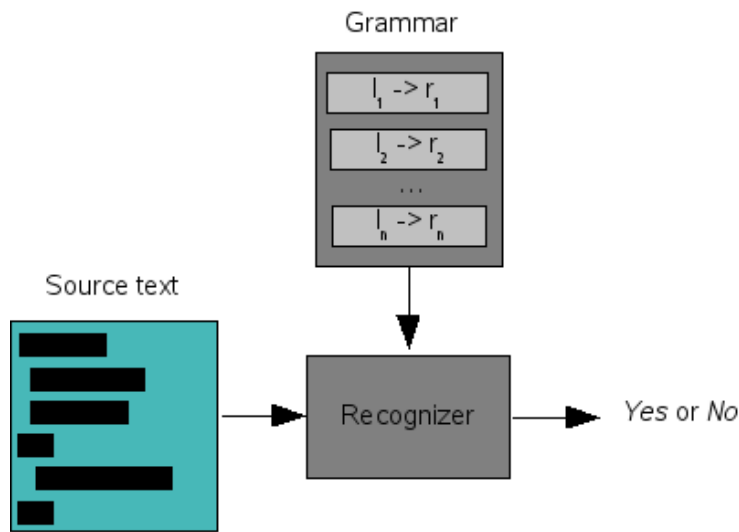 Grammar
l₁ -> r₁
l₂ -> r₂
...
lₙ -> rₙ
Source text
Recognizer
Yes or No